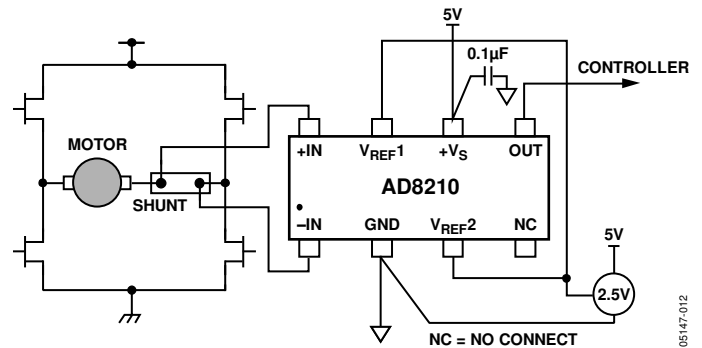 5V
0.1µF
CONTROLLER
MOTOR
SHUNT
+IN
VREF1
+VS
OUT
AD8210
–IN
GND
VREF2
NC
5V
2.5V
NC = NO CONNECT
05147-012